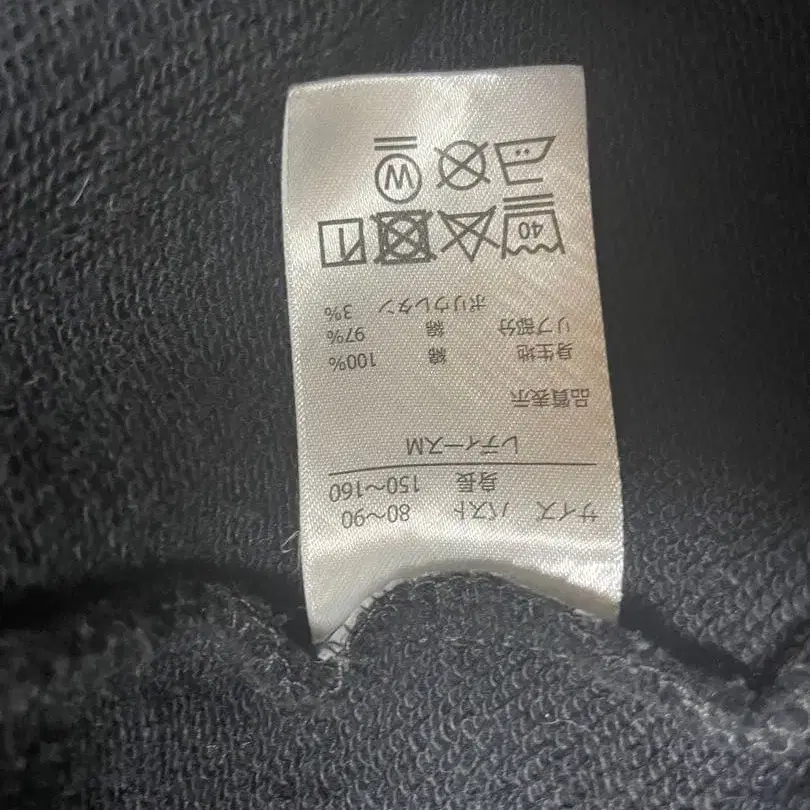 サイズ バスト 80〜90
身長 150〜160
レディースM
品質表示
身生地 綿 100%
リブ部分 綿 97%
ポリウレタン 3%
40
W